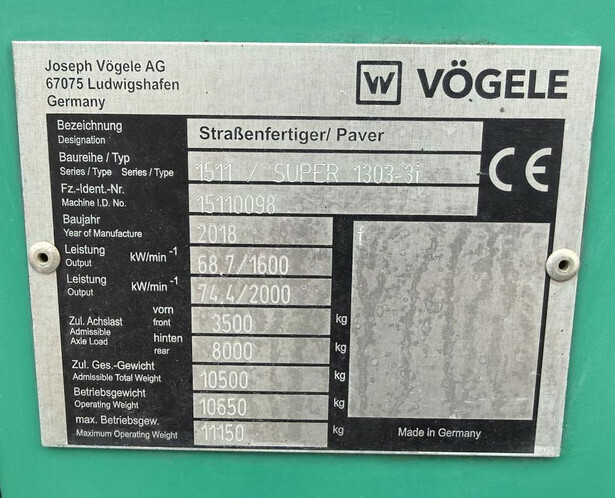 Joseph Vögele AG
67075 Ludwigshafen
Germany
VÖGELE
Bezeichnung
Designation
Straßenfertiger/ Paver
Baureihe / Typ
Series / Type Series / Type
1511 / SUPER 1303-3i
CE
Fz.-Ident.-Nr.
Machine I.D. No.
15110098
Baujahr
Year of Manufacture
2018
f
Leistung
Output
kW/min -1
68,7/1600
Leistung
Output
kW/min -1
74,4/2000
Zul. Achslast
Admissible
Axle Load
vorn
front
3500
kg
hinten
rear
8000
kg
Zul. Ges.-Gewicht
Admissible Total Weight
10500
kg
Betriebsgewicht
Operating Weight
10650
kg
max. Betriebsgew.
Maximum Operating Weight
11150
kg
Made in Germany